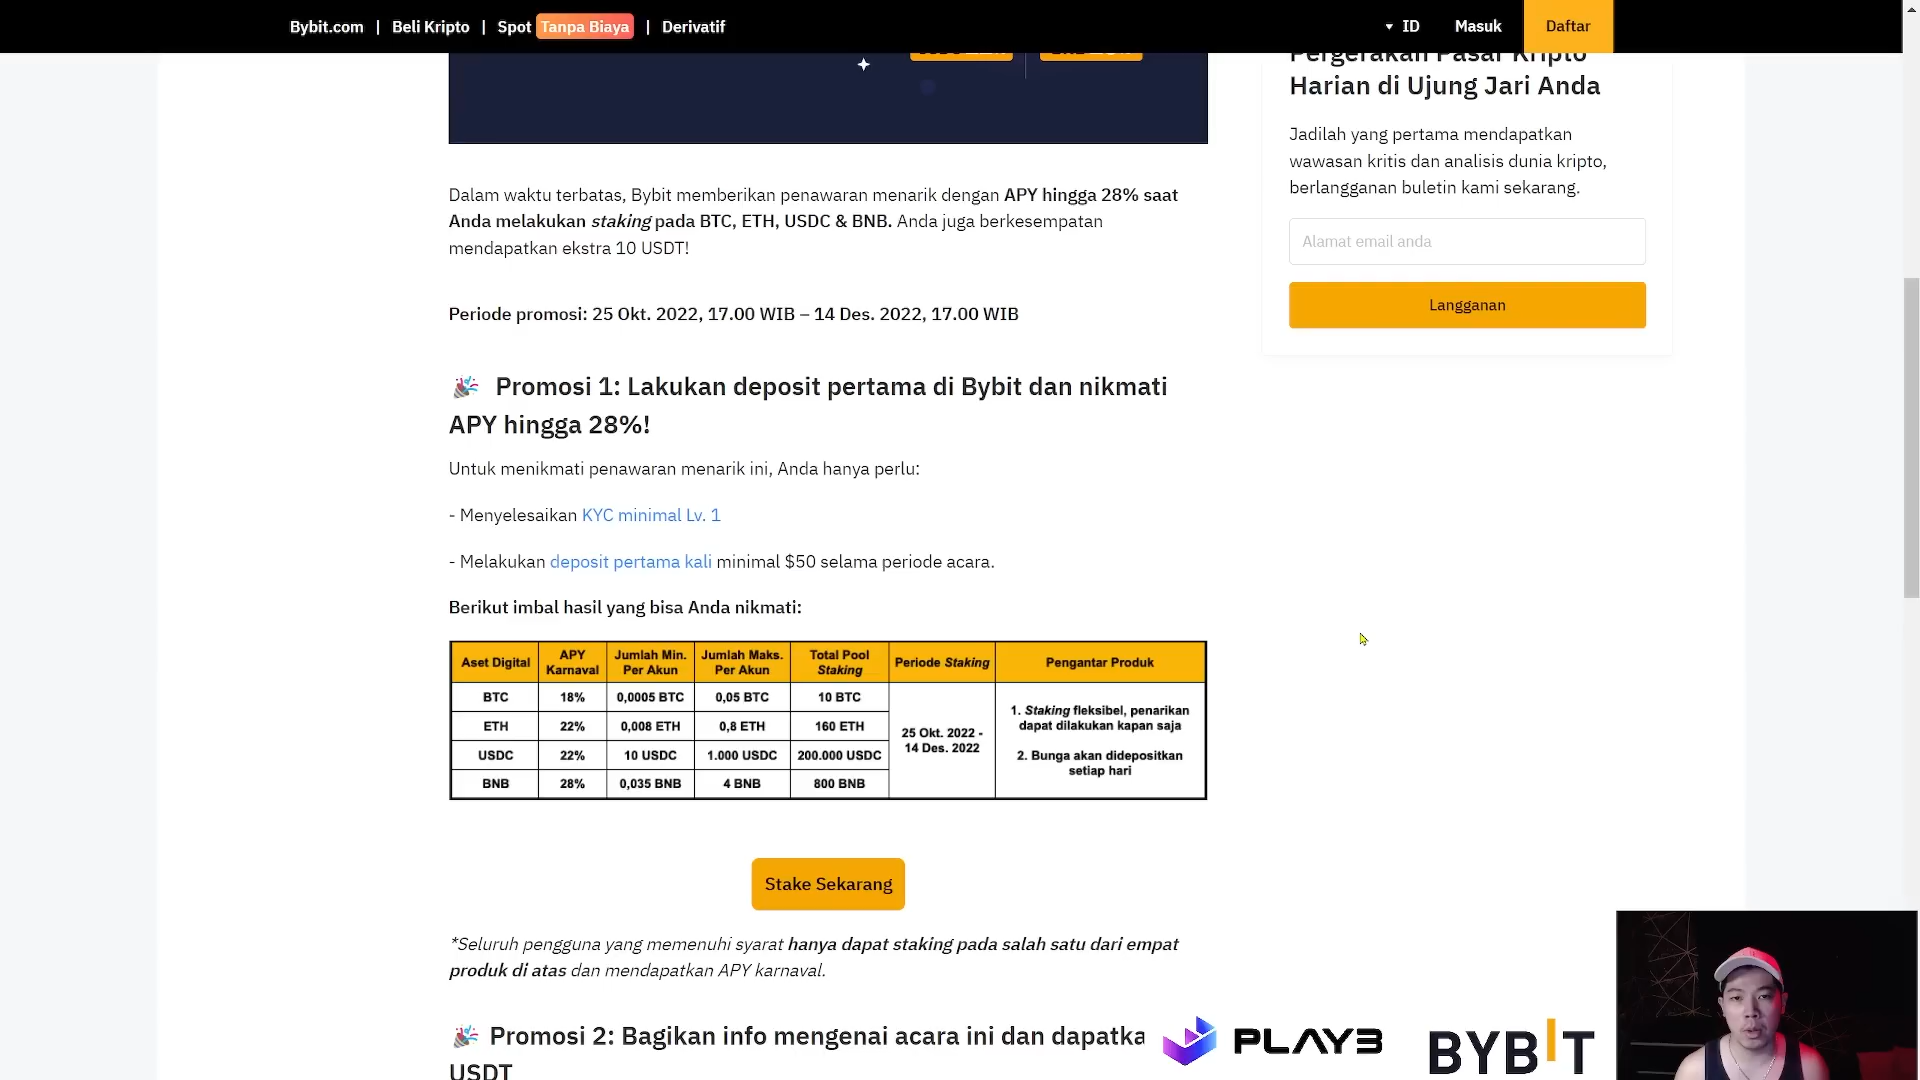 Bybit.com | Beli Kripto | Spot Tanpa Biaya | Derivatif
ID Masuk Daftar
Dalam waktu terbatas, Bybit memberikan penawaran menarik dengan APY hingga 28% saat
Anda melakukan staking pada BTC, ETH, USDC & BNB. Anda juga berkesempatan
mendapatkan ekstra 10 USDT!
Periode promosi: 25 Okt. 2022, 17.00 WIB – 14 Des. 2022, 17.00 WIB
Promosi 1: Lakukan deposit pertama di Bybit dan nikmati
APY hingga 28%!
Untuk menikmati penawaran menarik ini, Anda hanya perlu:
- Menyelesaikan KYC minimal Lv. 1
- Melakukan deposit pertama kali minimal $50 selama periode acara.
Berikut imbal hasil yang bisa Anda nikmati:
Aset Digital APY Karnaval Jumlah Min. Per Akun Jumlah Maks. Per Akun Total Pool Staking Periode Staking Pengantar Produk
BTC 18% 0,0005 BTC 0,05 BTC 10 BTC
ETH 22% 0,008 ETH 0,8 ETH 160 ETH
USDC 22% 10 USDC 1.000 USDC 200.000 USDC
BNB 28% 0,035 BNB 4 BNB 800 BNB
25 Okt. 2022 -
14 Des. 2022
1. Staking fleksibel, penarikan
dapat dilakukan kapan saja
2. Bunga akan didepositkan
setiap hari
Stake Sekarang
*Seluruh pengguna yang memenuhi syarat hanya dapat staking pada salah satu dari empat
produk di atas dan mendapatkan APY karnaval.
Promosi 2: Bagikan info mengenai acara ini dan dapatka
USDT
Pergerakan Pasar Kripto
Harian di Ujung Jari Anda
Jadilah yang pertama mendapatkan
wawasan kritis dan analisis dunia kripto,
berlangganan buletin kami sekarang.
Alamat email anda
Langganan
PLAY3
BYBIT